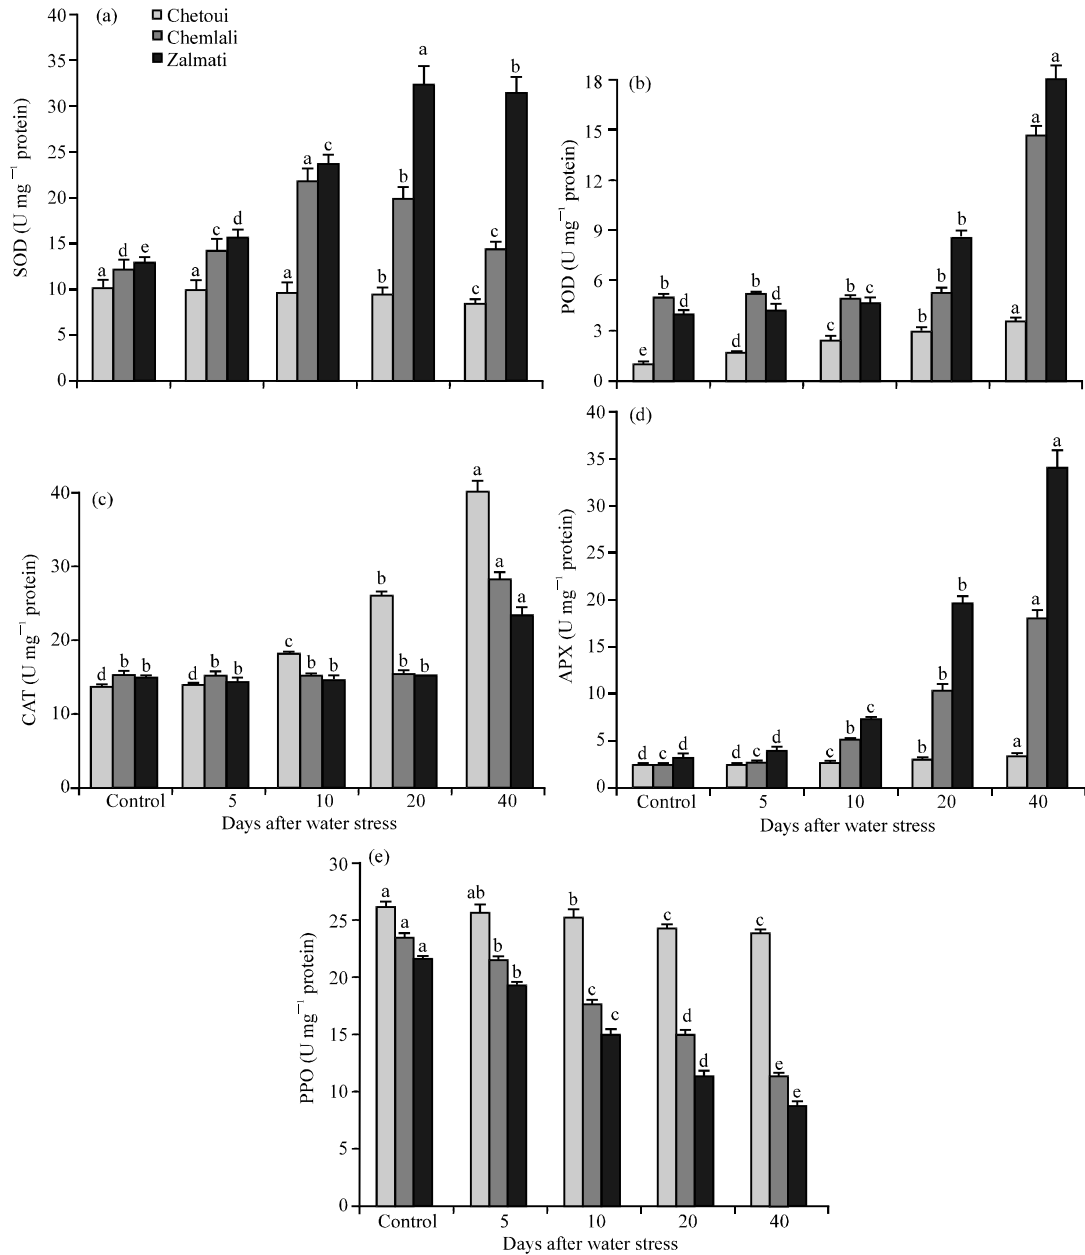 (a)
Chetoui
Chemlali
Zalmati
SOD (U mg⁻¹ protein)
40
35
30
25
20
15
10
5
0
a d e
a c d
a a c
b b a
c c b
(b)
POD (U mg⁻¹ protein)
18
15
12
9
6
3
0
e b d
d b d
c b c
b b b
a a a
(c)
CAT (U mg⁻¹ protein)
40
30
20
10
0
d b b
d b b
c b b
b b b
a a a
Control 5 10 20 40
Days after water stress
(d)
APX (U mg⁻¹ protein)
40
35
30
25
20
15
10
5
0
d c d
d c d
c b c
b b b
a a a
Control 5 10 20 40
Days after water stress
(e)
PPO (U mg⁻¹ protein)
30
25
20
15
10
5
0
a a a
ab b b
b c c
c d d
c e e
Control 5 10 20 40
Days after water stress